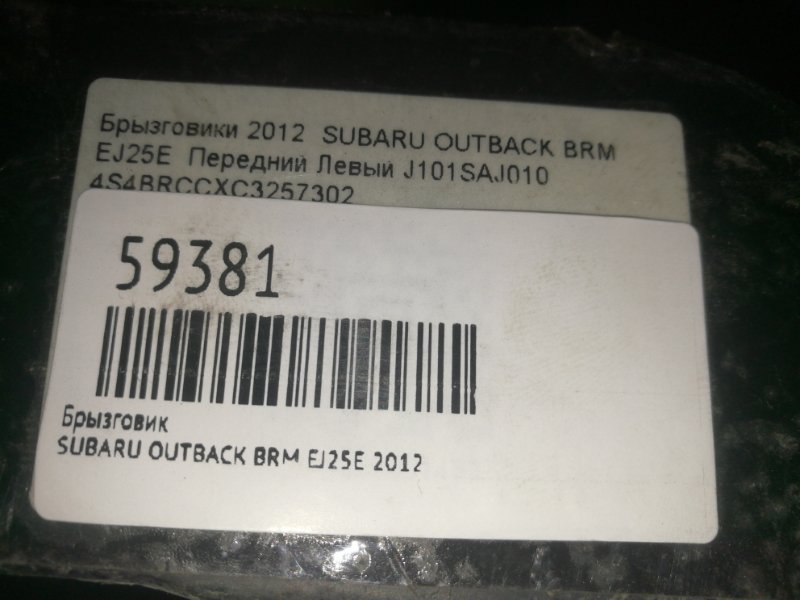 Брызговики 2012 SUBARU OUTBACK BRM
EJ25E Передний Левый J101SAJ010
4S4BRCCXC3257302
59381
Брызговик
SUBARU OUTBACK BRM EJ25E 2012